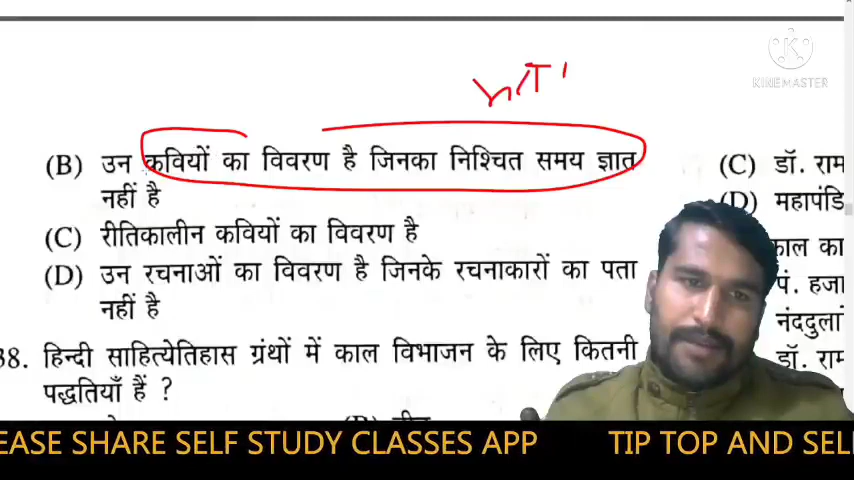 KINEMASTER
(B) उन कवियों का विवरण है जिनका निश्चित समय ज्ञात
नहीं है
(C) रीतिकालीन कवियों का विवरण है
(D) उन रचनाओं का विवरण है जिनके रचनाकारों का पता
नहीं है
38. हिन्दी साहित्येतिहास ग्रंथों में काल विभाजन के लिए कितनी
पद्धतियाँ हैं ?
(C) डॉ. राम
(D) महापंडि
काल का
पं. हजा
नंददुला
डॉ. राम
EASE SHARE SELF STUDY CLASSES APP TIP TOP AND SEL